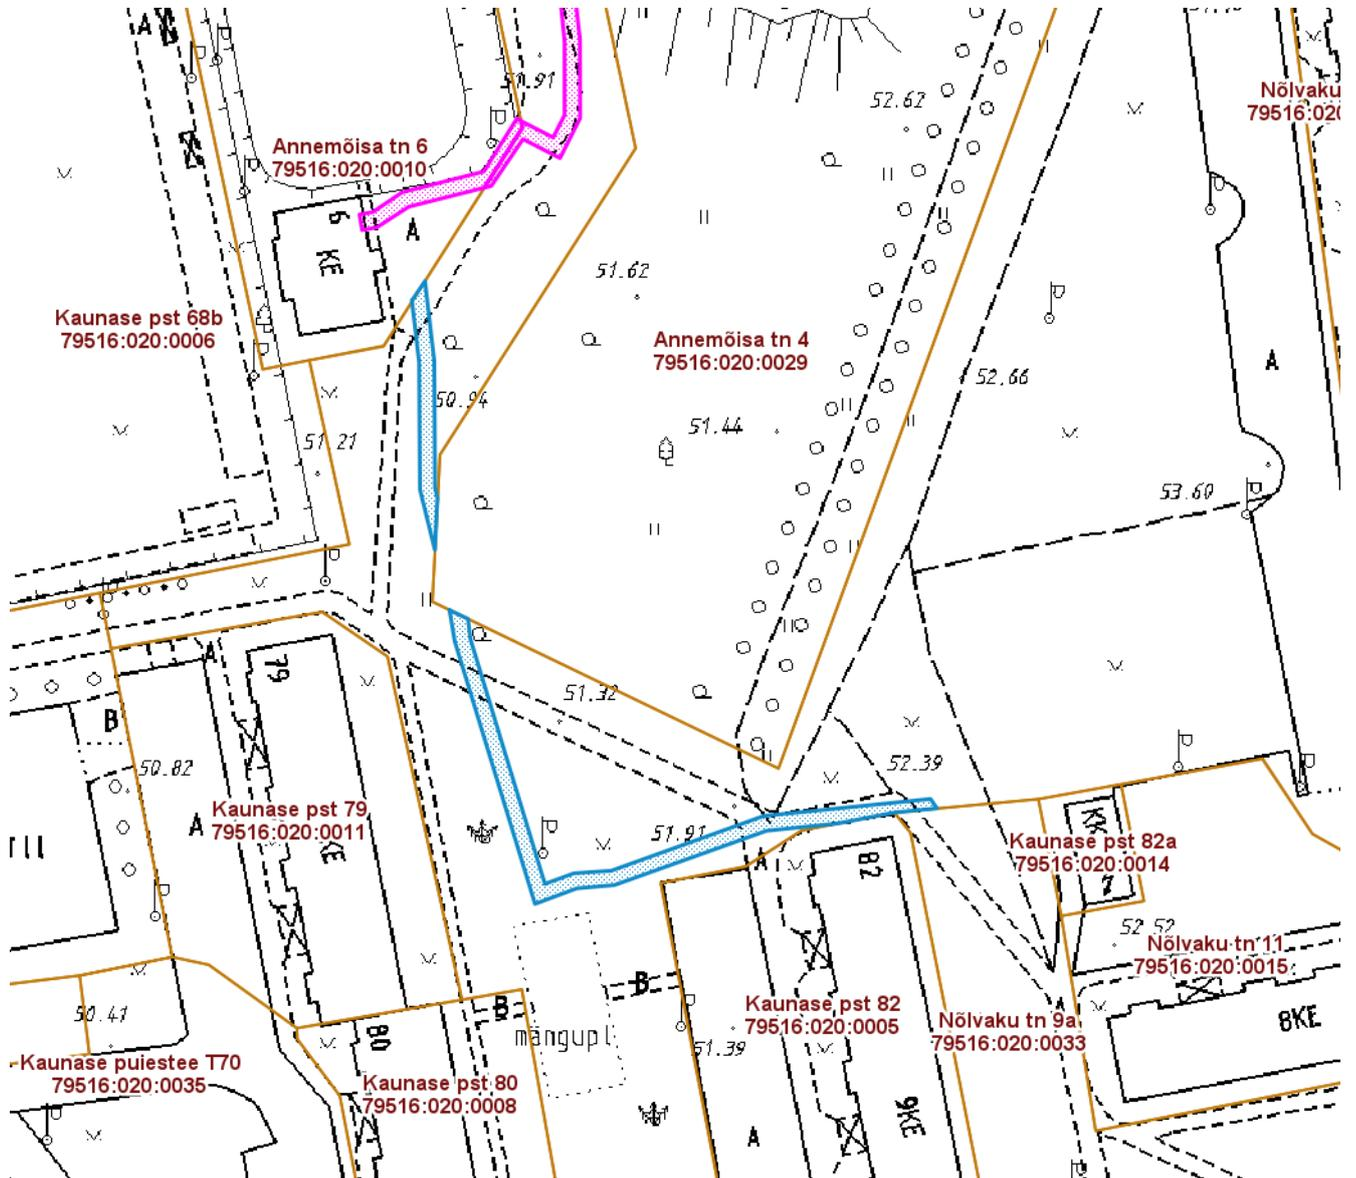 A
51.91
52.62
Nõlvaku
79516:020
Annemõisa tn 6
79516:020:0010
6
KE
A
51.62
Kaunase pst 68b
79516:020:0006
Annemõisa tn 4
79516:020:0029
52.66
A
50.94
51.44
51.21
53.60
79
A
51.32
B
50.82
52.39
Kaunase pst 79
79516:020:0011
A
KE
51.91
A
82
KK
Kaunase pst 82a
79516:020:0014
52.52
Nõlvaku tn 11
79516:020:0015
B
50.41
Kaunase pst 82
79516:020:0005
A
Nõlvaku tn 9a
79516:020:0033
8KE
B
mängupl
80
51.39
Kaunase puiestee T70
79516:020:0035
Kaunase pst 80
79516:020:0008
9KE
A